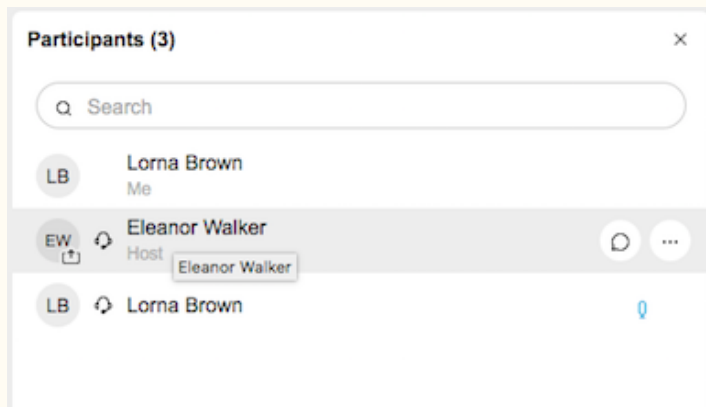 Participants (3)
Search
LB Lorna Brown
Me
EW Eleanor Walker
Host
Eleanor Walker
LB Lorna Brown